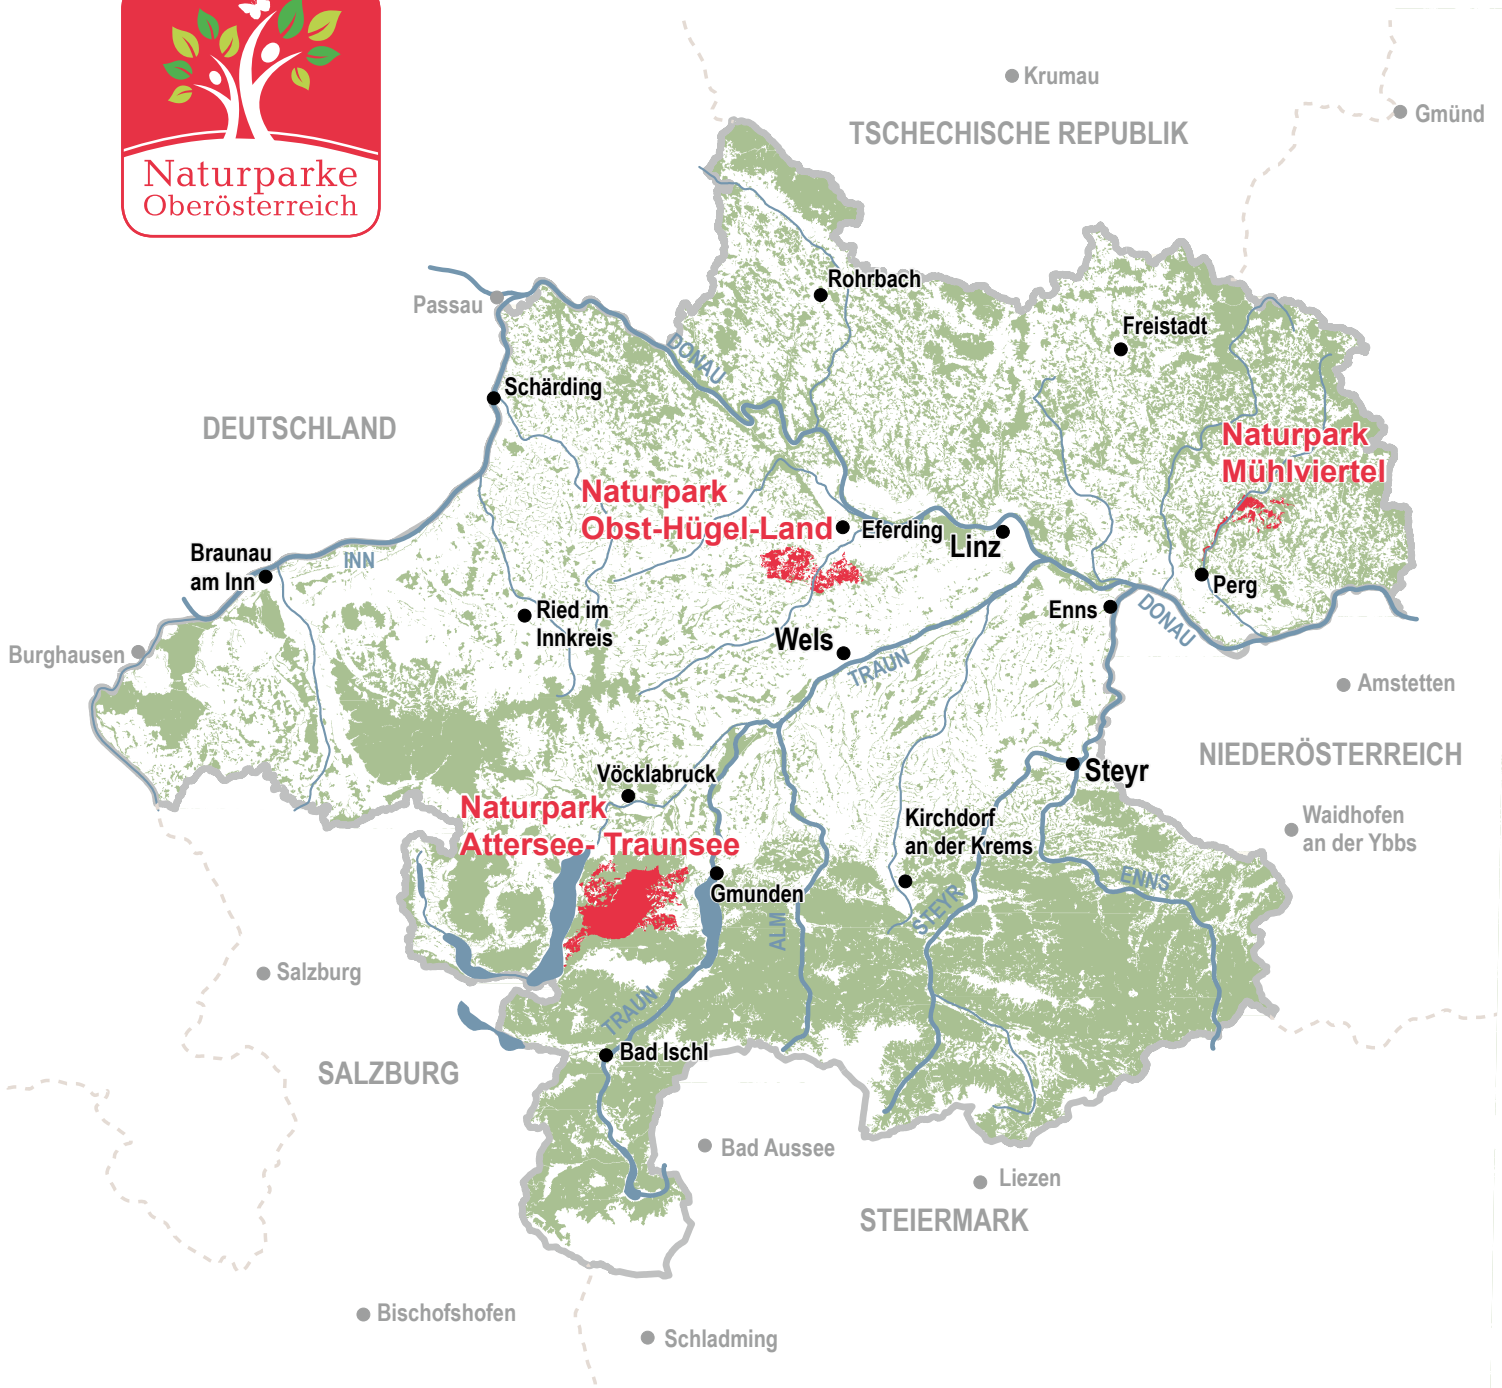 Naturparke
Oberösterreich
Krumau
Gmünd
TSCHECHISCHE REPUBLIK
Rohrbach
Passau
Freistadt
DONAU
Schärding
DEUTSCHLAND
Naturpark
Mühlviertel
Naturpark
Obst-Hügel-Land
Eferding
Linz
Braunau
am Inn
INN
Perg
Enns
DONAU
Ried im
Innkreis
Wels
TRAUN
Burghausen
Amstetten
NIEDERÖSTERREICH
Steyr
Vöcklabruck
Naturpark
Attersee- Traunsee
Kirchdorf
an der Krems
Waidhofen
an der Ybbs
Gmunden
ENNS
STEYR
ALM
Salzburg
TRAUN
Bad Ischl
SALZBURG
Bad Aussee
Liezen
STEIERMARK
Bischofshofen
Schladming